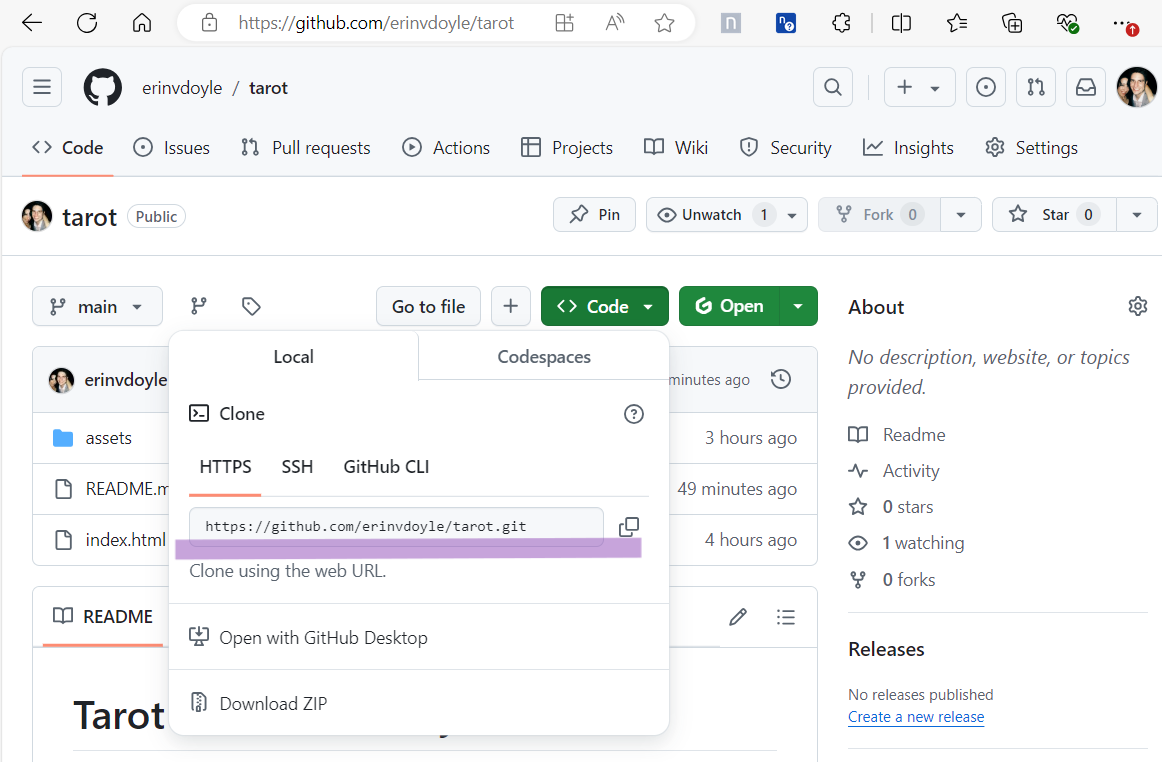 https://github.com/erinvdoyle/tarot
erinvdoyle / tarot
Code Issues Pull requests Actions Projects Wiki Security Insights Settings
tarot Public Pin Unwatch 1 Fork 0 Star 0
main Go to file + Code Open
About
No description, website, or topics
provided.
Readme
Activity
0 stars
1 watching
0 forks
Releases
No releases published
Create a new release
Local Codespaces
Clone
HTTPS SSH GitHub CLI
https://github.com/erinvdoyle/tarot.git
Clone using the web URL.
Open with GitHub Desktop
Download ZIP
erinvdoyle minutes ago
assets 3 hours ago
README.m 49 minutes ago
index.html 4 hours ago
README
Tarot